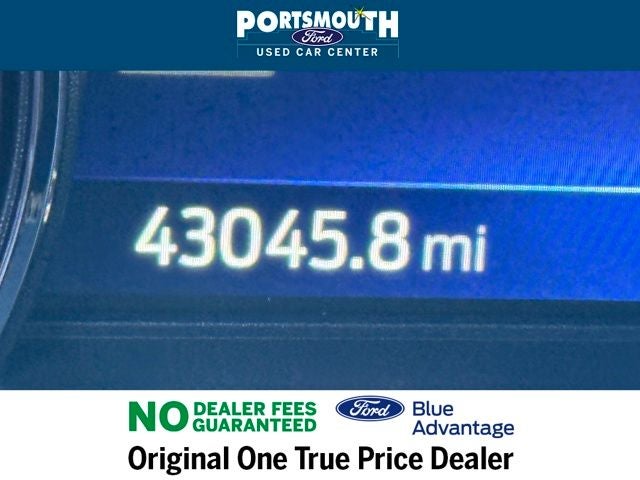 PORTSMOUTH
Ford
USED CAR CENTER
43045.8 mi
NO DEALER FEES
GUARANTEED
Ford Blue
Advantage
Original One True Price Dealer